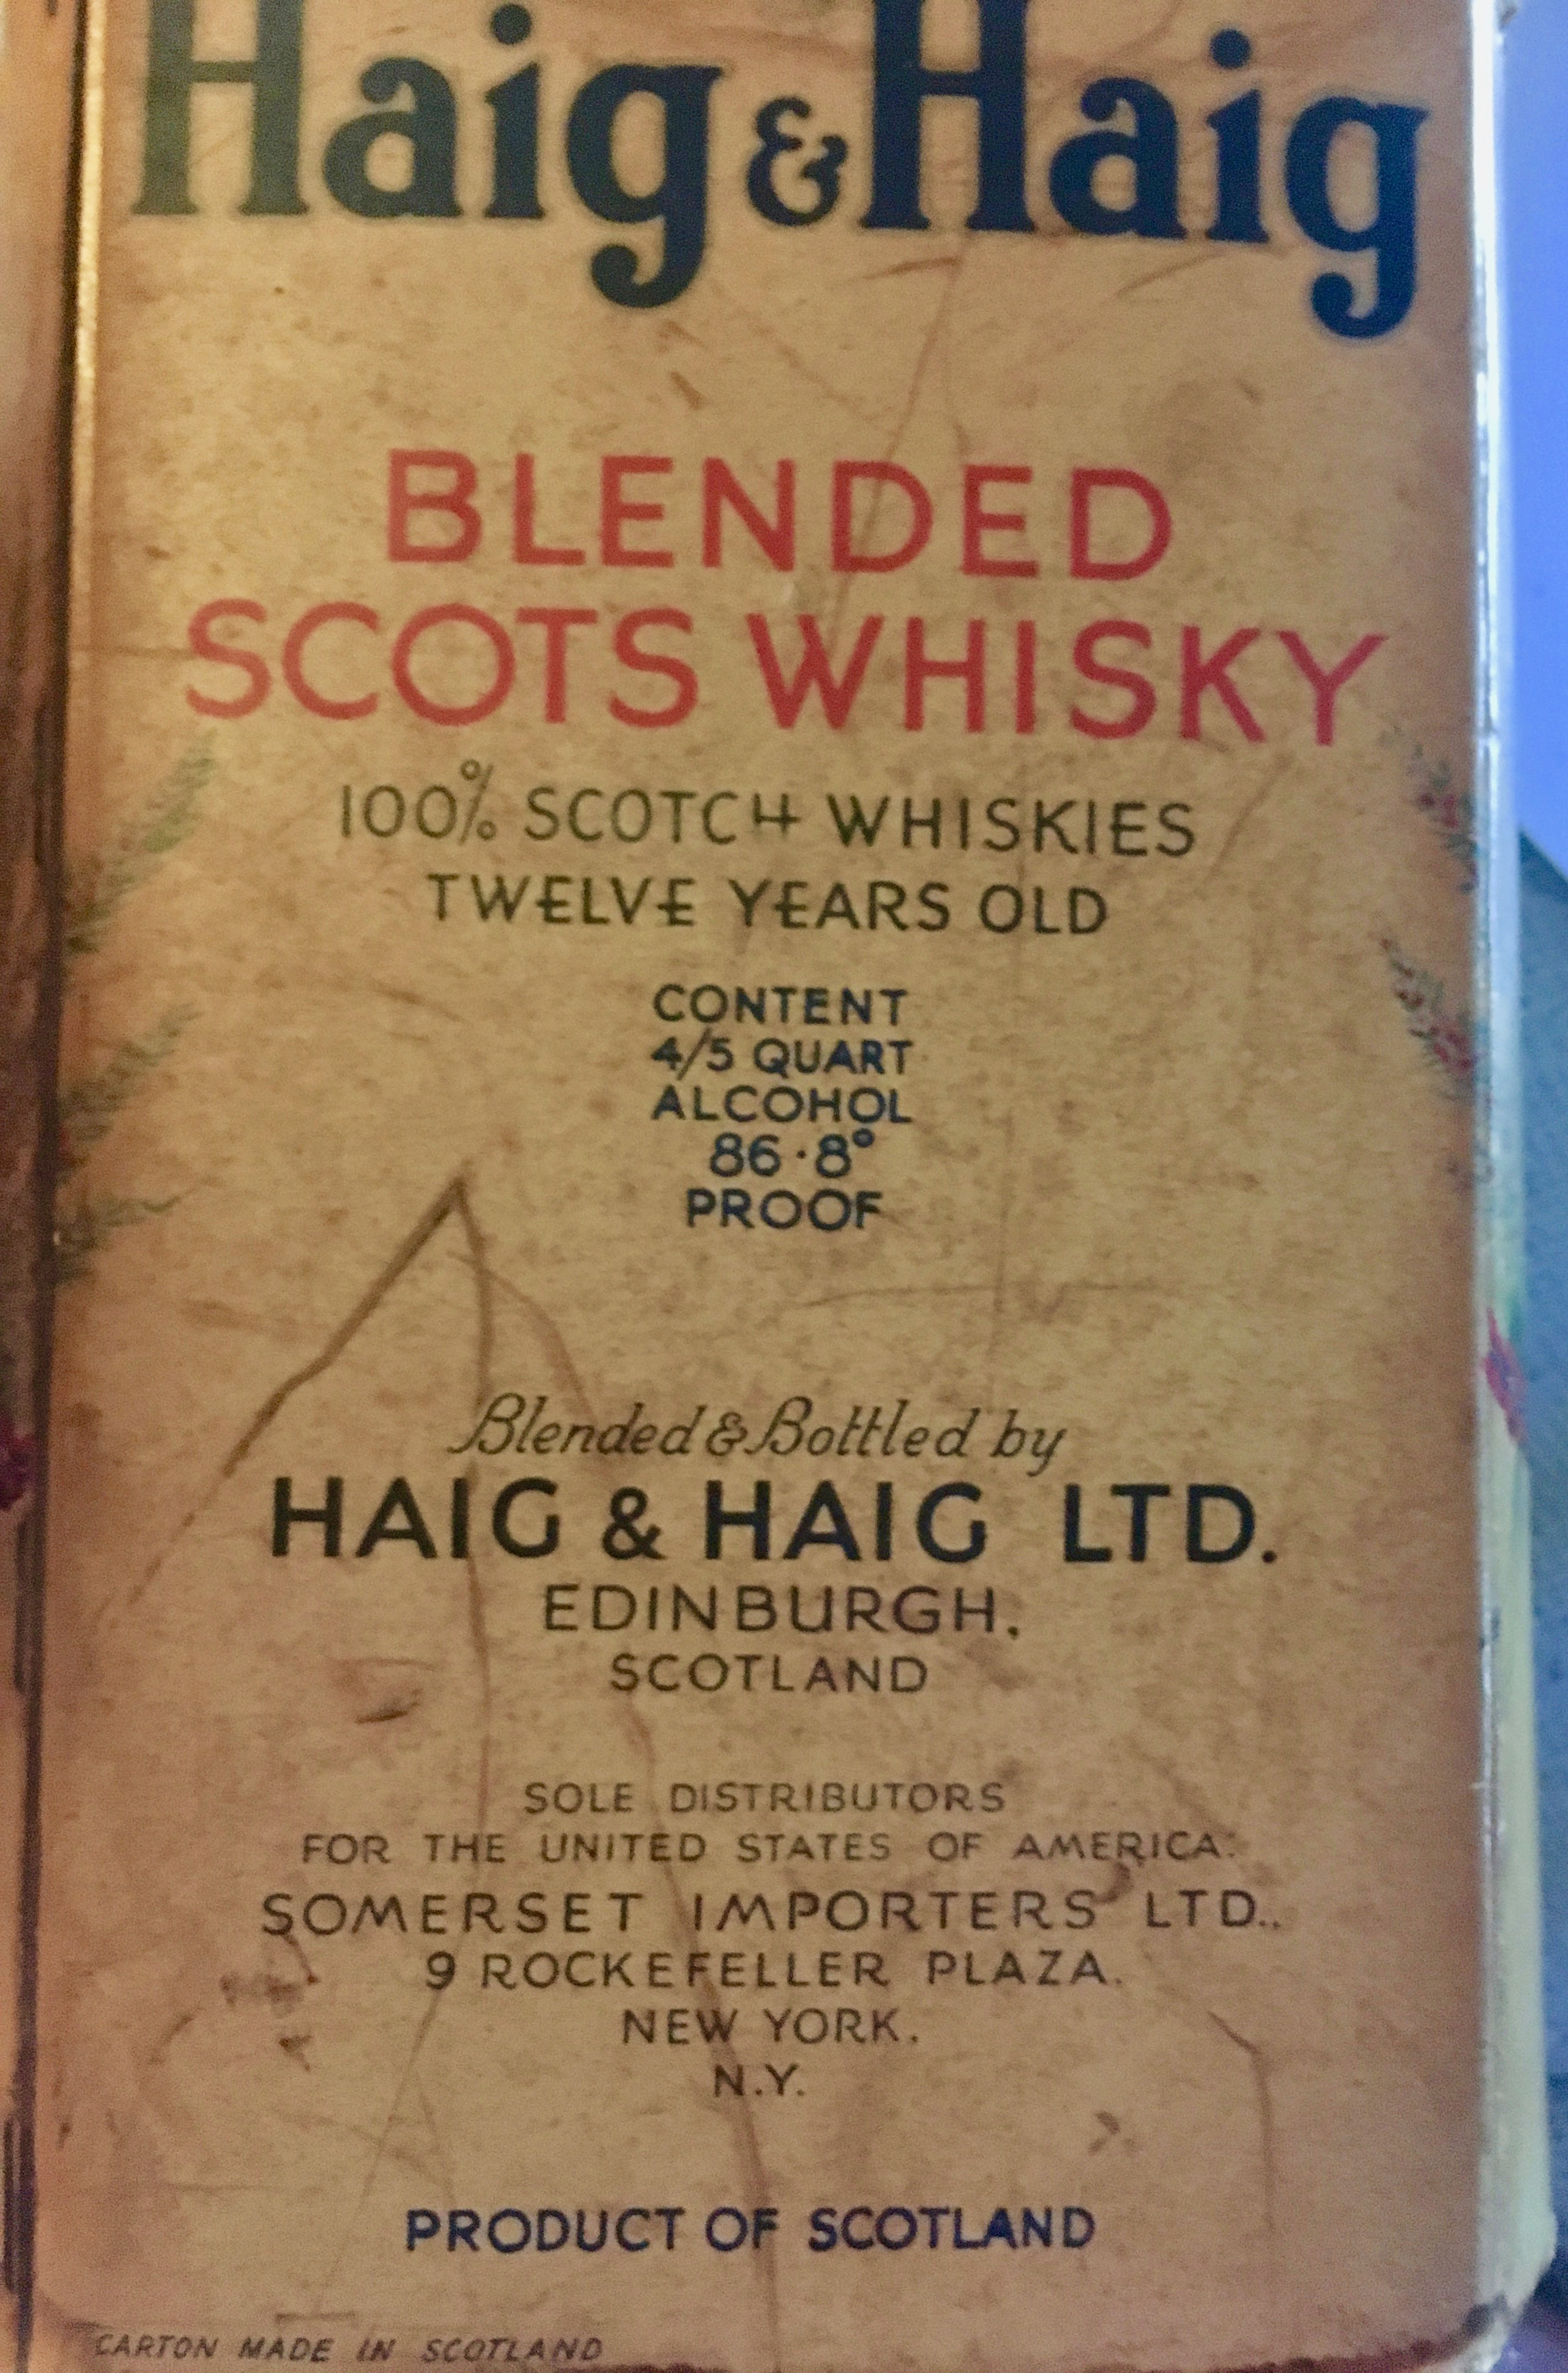 Haig & Haig
BLENDED
SCOTS WHISKY
100% SCOTCH WHISKIES
TWELVE YEARS OLD
CONTENT
4/5 QUART
ALCOHOL
86·8°
PROOF
Blended & Bottled by
HAIG & HAIG LTD.
EDINBURGH,
SCOTLAND
SOLE DISTRIBUTORS
FOR THE UNITED STATES OF AMERICA:
SOMERSET IMPORTERS LTD.,
9 ROCKEFELLER PLAZA.
NEW YORK.
N.Y.
PRODUCT OF SCOTLAND
CARTON MADE IN SCOTLAND